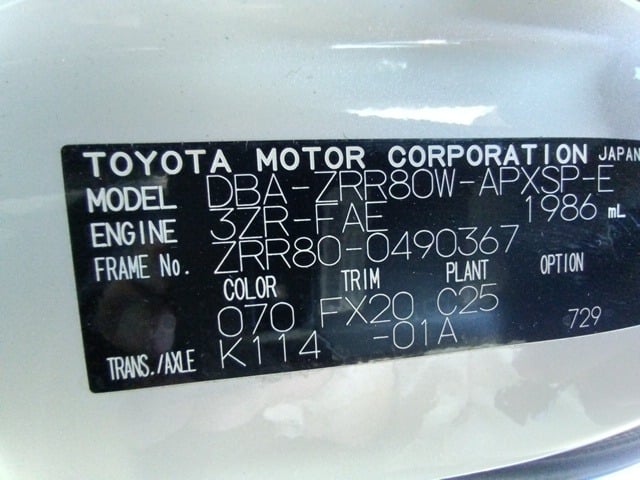 TOYOTA MOTOR CORPORATION JAPAN
MODEL DBA-ZRR80W-APXSP-E
ENGINE 3ZR-FAE 1986 mL
FRAME No. ZRR80-0490367
COLOR TRIM PLANT OPTION
070 FX20 C25 729
TRANS./AXLE K114 -01A